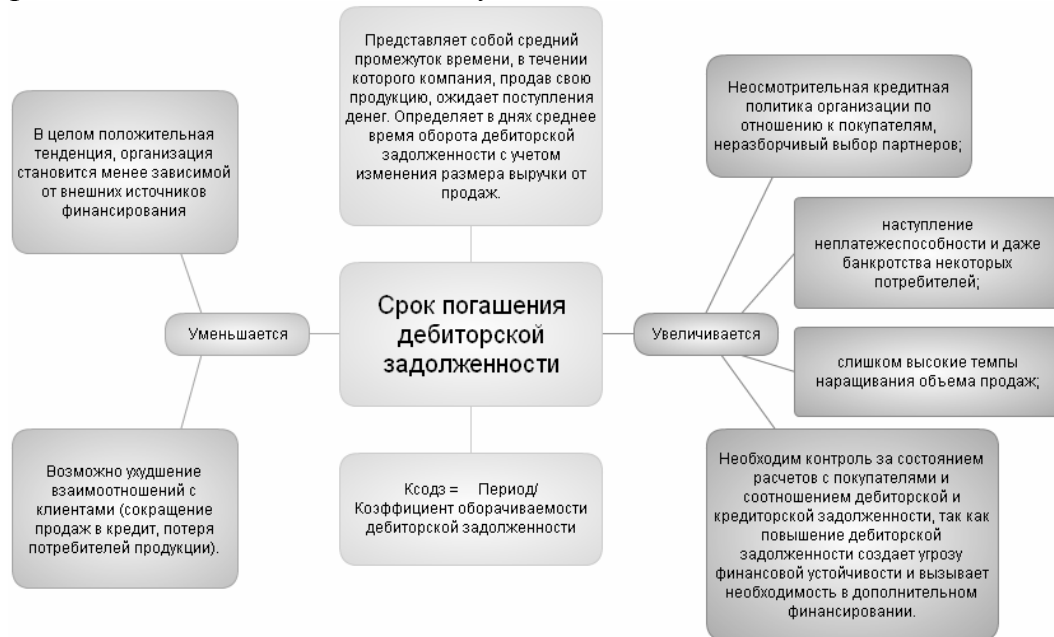 Представляет собой средний
промежуток времени, в течении
которого компания, продав свою
продукцию, ожидает поступления
денег. Определяет в днях среднее
время оборота дебиторской
задолженности с учетом
изменения размера выручки от
продаж.
В целом положительная
тенденция, организация
становится менее зависимой
от внешних источников
финансирования
Неосмотрительная кредитная
политика организации по
отношению к покупателям,
неразборчивый выбор партнеров;
наступление
неплатежеспособности и даже
банкротства некоторых
потребителей;
Уменьшается
Срок погашения
дебиторской
задолженности
Увеличивается
слишком высокие темпы
наращивания объема продаж;
Возможно ухудшение
взаимоотношений с
клиентами (сокращение
продаж в кредит, потеря
потребителей продукции).
Ксодз = Период/
Коэффициент оборачиваемости
дебиторской задолженности
Необходим контроль за состоянием
расчетов с покупателями и
соотношением дебиторской и
кредиторской задолженности, так как
повышение дебиторской
задолженности создает угрозу
финансовой устойчивости и вызывает
необходимость в дополнительном
финансировании.